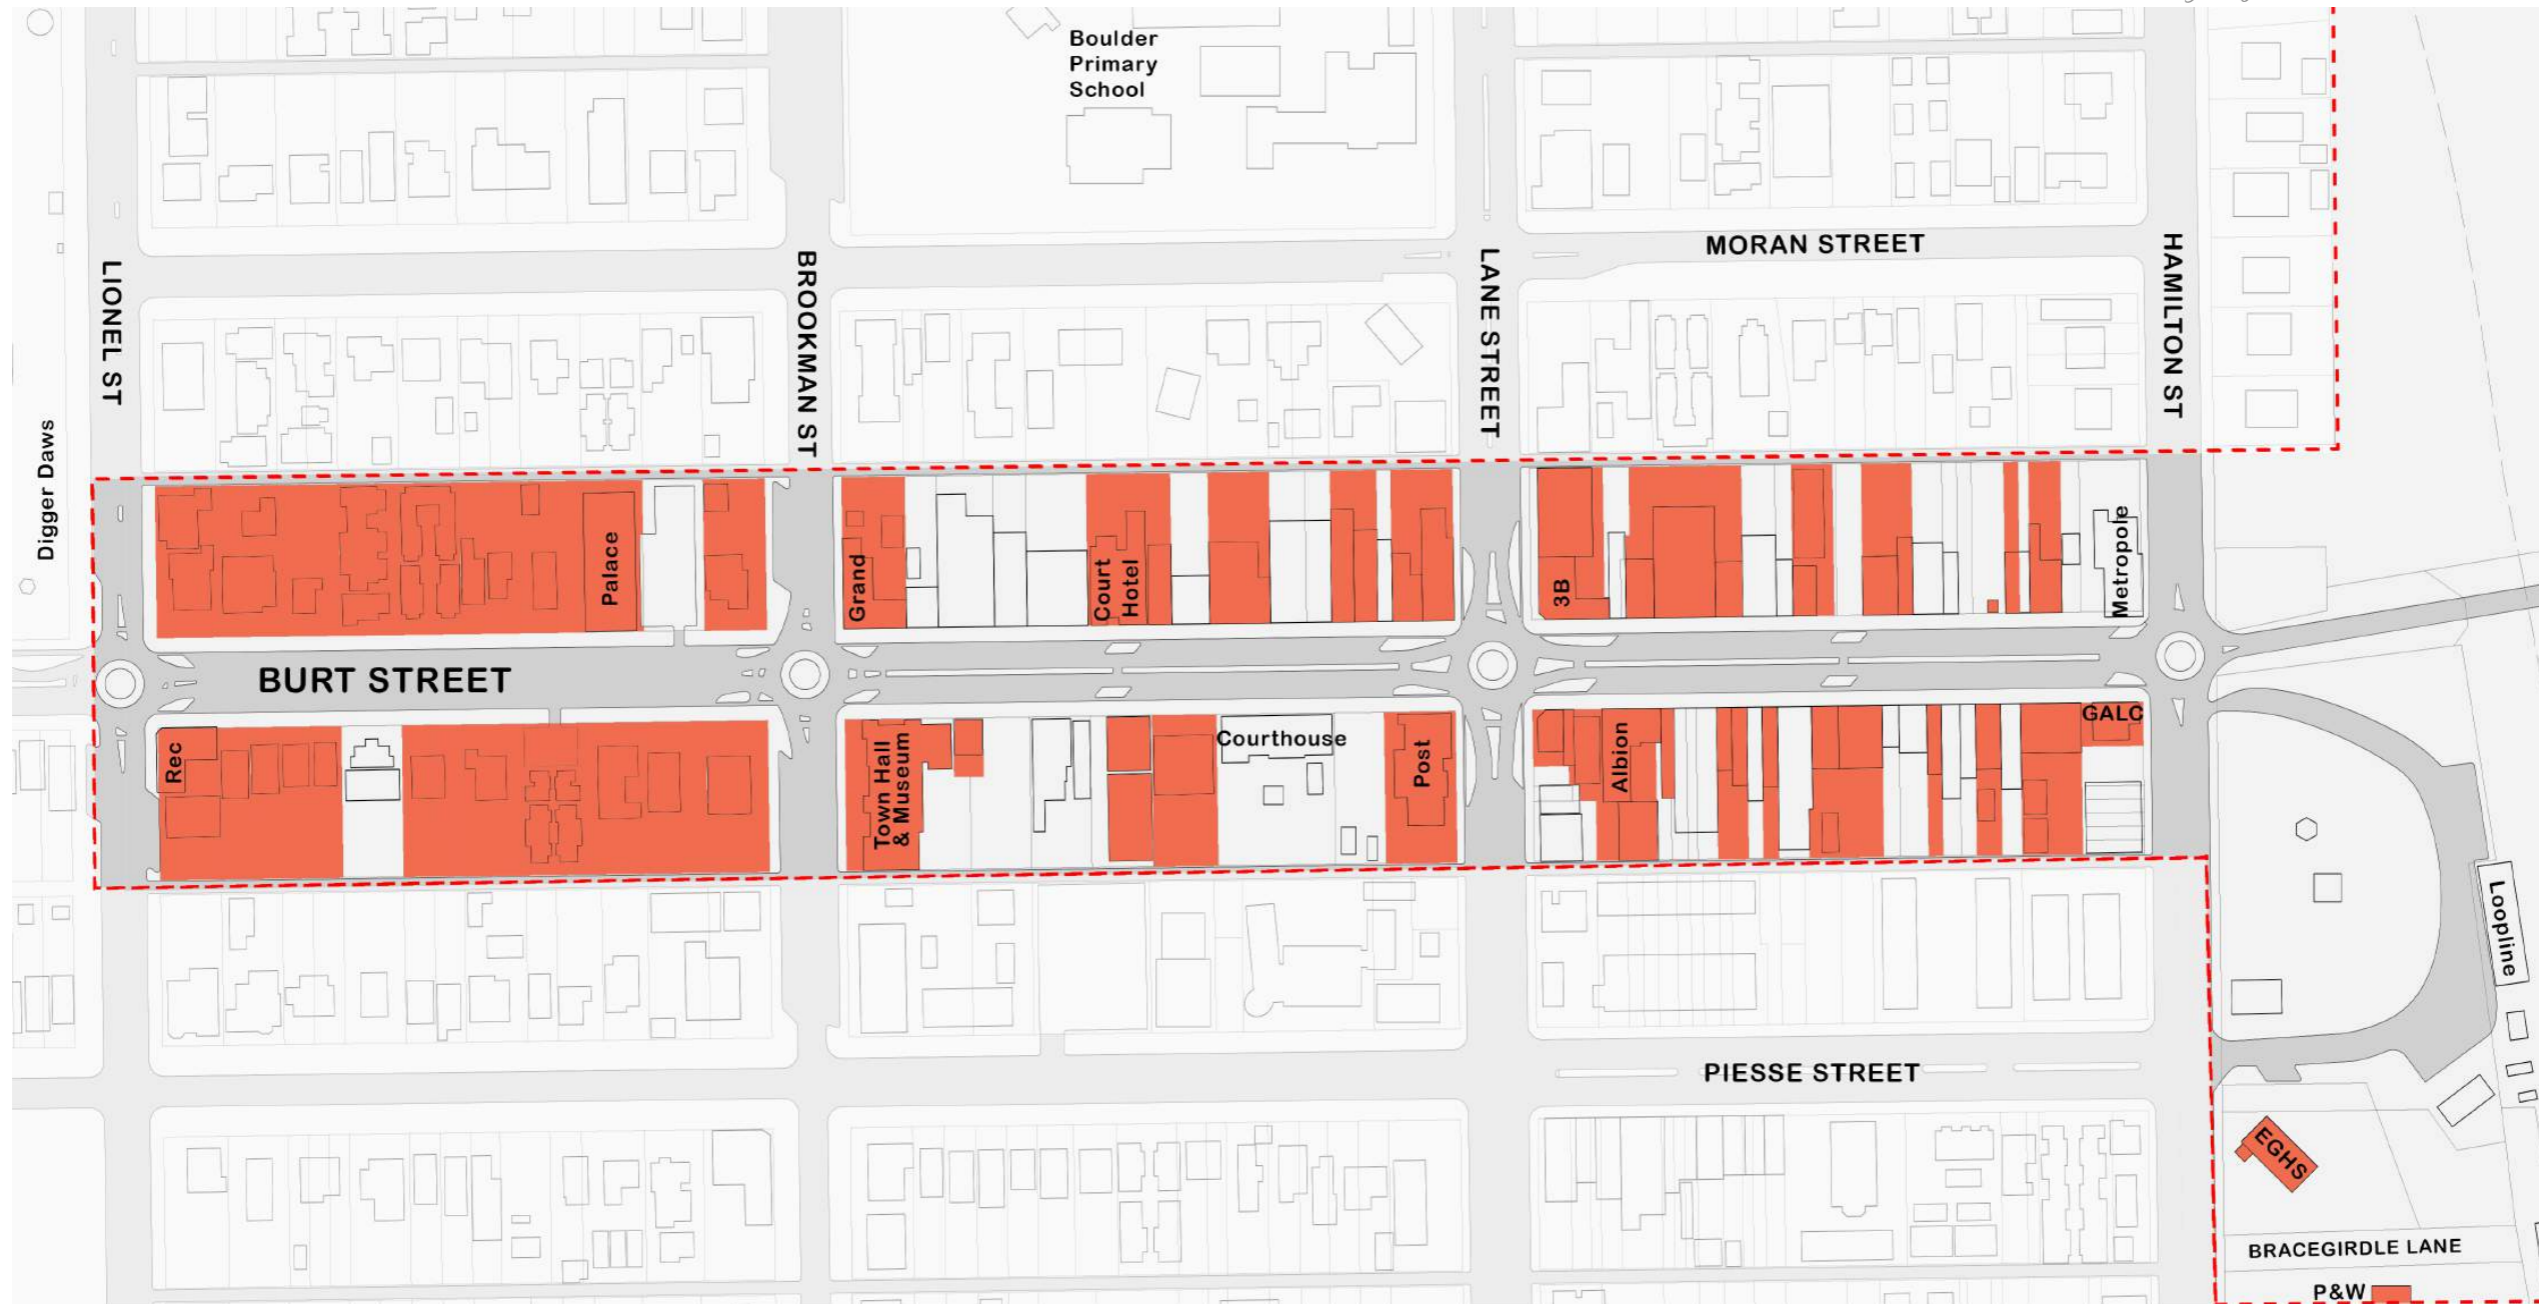 Boulder
Primary
School
MORAN STREET
LIONEL ST
BROOKMAN ST
LANE STREET
HAMILTON ST
Digger Daws
Palace
Grand
Court
Hotel
3B
Metropole
BURT STREET
Rec
Town Hall
& Museum
Courthouse
Post
Albion
GALC
Loopline
PIESSE STREET
EGHS
BRACEGIRDLE LANE
P&W